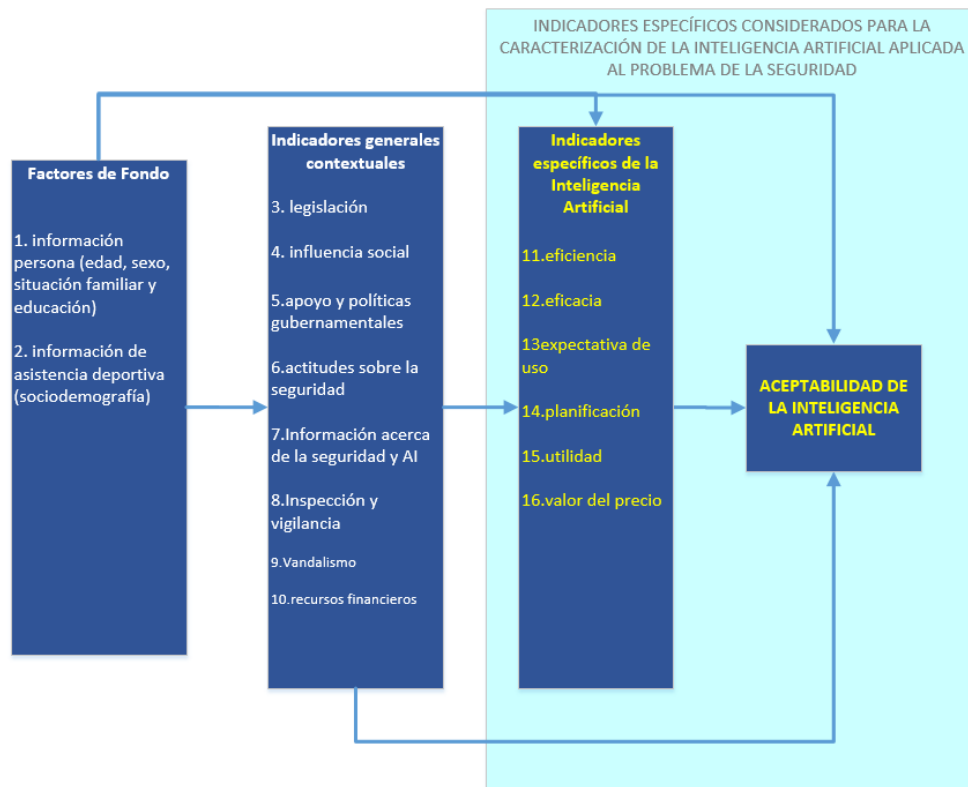 INDICADORES ESPECÍFICOS CONSIDERADOS PARA LA
CARACTERIZACIÓN DE LA INTELIGENCIA ARTIFICIAL APLICADA
AL PROBLEMA DE LA SEGURIDAD
Factores de Fondo
1. información
persona (edad, sexo,
situación familiar y
educación)
2. información de
asistencia deportiva
(sociodemografía)
Indicadores generales
contextuales
3. legislación
4. influencia social
5.apoyo y políticas
gubernamentales
6.actitudes sobre la
seguridad
7.Información acerca
de la seguridad y AI
8.Inspección y
vigilancia
9.Vandalismo
10.recursos financieros
Indicadores
específicos de la
Inteligencia
Artificial
11.eficiencia
12.eficacia
13expectativa de
uso
14.planificación
15.utilidad
16.valor del precio
ACEPTABILIDAD DE
LA INTELIGENCIA
ARTIFICIAL